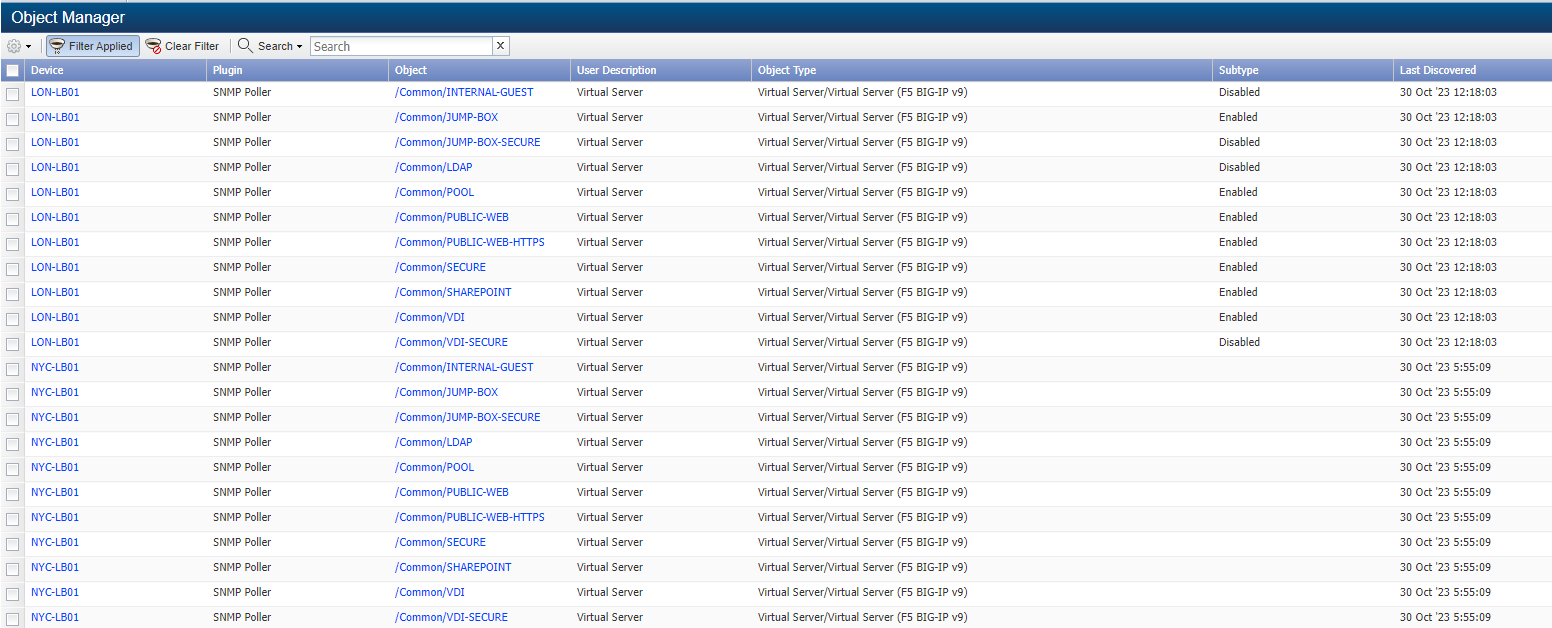 Object Manager
Filter Applied Clear Filter Search Search X
Device Plugin Object User Description Object Type Subtype Last Discovered
LON-LB01 SNMP Poller /Common/INTERNAL-GUEST Virtual Server Virtual Server/Virtual Server (F5 BIG-IP v9) Disabled 30 Oct '23 12:18:03
LON-LB01 SNMP Poller /Common/JUMP-BOX Virtual Server Virtual Server/Virtual Server (F5 BIG-IP v9) Enabled 30 Oct '23 12:18:03
LON-LB01 SNMP Poller /Common/JUMP-BOX-SECURE Virtual Server Virtual Server/Virtual Server (F5 BIG-IP v9) Disabled 30 Oct '23 12:18:03
LON-LB01 SNMP Poller /Common/LDAP Virtual Server Virtual Server/Virtual Server (F5 BIG-IP v9) Disabled 30 Oct '23 12:18:03
LON-LB01 SNMP Poller /Common/POOL Virtual Server Virtual Server/Virtual Server (F5 BIG-IP v9) Enabled 30 Oct '23 12:18:03
LON-LB01 SNMP Poller /Common/PUBLIC-WEB Virtual Server Virtual Server/Virtual Server (F5 BIG-IP v9) Enabled 30 Oct '23 12:18:03
LON-LB01 SNMP Poller /Common/PUBLIC-WEB-HTTPS Virtual Server Virtual Server/Virtual Server (F5 BIG-IP v9) Enabled 30 Oct '23 12:18:03
LON-LB01 SNMP Poller /Common/SECURE Virtual Server Virtual Server/Virtual Server (F5 BIG-IP v9) Enabled 30 Oct '23 12:18:03
LON-LB01 SNMP Poller /Common/SHAREPOINT Virtual Server Virtual Server/Virtual Server (F5 BIG-IP v9) Enabled 30 Oct '23 12:18:03
LON-LB01 SNMP Poller /Common/VDI Virtual Server Virtual Server/Virtual Server (F5 BIG-IP v9) Enabled 30 Oct '23 12:18:03
LON-LB01 SNMP Poller /Common/VDI-SECURE Virtual Server Virtual Server/Virtual Server (F5 BIG-IP v9) Disabled 30 Oct '23 12:18:03
NYC-LB01 SNMP Poller /Common/INTERNAL-GUEST Virtual Server Virtual Server/Virtual Server (F5 BIG-IP v9) 30 Oct '23 5:55:09
NYC-LB01 SNMP Poller /Common/JUMP-BOX Virtual Server Virtual Server/Virtual Server (F5 BIG-IP v9) 30 Oct '23 5:55:09
NYC-LB01 SNMP Poller /Common/JUMP-BOX-SECURE Virtual Server Virtual Server/Virtual Server (F5 BIG-IP v9) 30 Oct '23 5:55:09
NYC-LB01 SNMP Poller /Common/LDAP Virtual Server Virtual Server/Virtual Server (F5 BIG-IP v9) 30 Oct '23 5:55:09
NYC-LB01 SNMP Poller /Common/POOL Virtual Server Virtual Server/Virtual Server (F5 BIG-IP v9) 30 Oct '23 5:55:09
NYC-LB01 SNMP Poller /Common/PUBLIC-WEB Virtual Server Virtual Server/Virtual Server (F5 BIG-IP v9) 30 Oct '23 5:55:09
NYC-LB01 SNMP Poller /Common/PUBLIC-WEB-HTTPS Virtual Server Virtual Server/Virtual Server (F5 BIG-IP v9) 30 Oct '23 5:55:09
NYC-LB01 SNMP Poller /Common/SECURE Virtual Server Virtual Server/Virtual Server (F5 BIG-IP v9) 30 Oct '23 5:55:09
NYC-LB01 SNMP Poller /Common/SHAREPOINT Virtual Server Virtual Server/Virtual Server (F5 BIG-IP v9) 30 Oct '23 5:55:09
NYC-LB01 SNMP Poller /Common/VDI Virtual Server Virtual Server/Virtual Server (F5 BIG-IP v9) 30 Oct '23 5:55:09
NYC-LB01 SNMP Poller /Common/VDI-SECURE Virtual Server Virtual Server/Virtual Server (F5 BIG-IP v9) 30 Oct '23 5:55:09